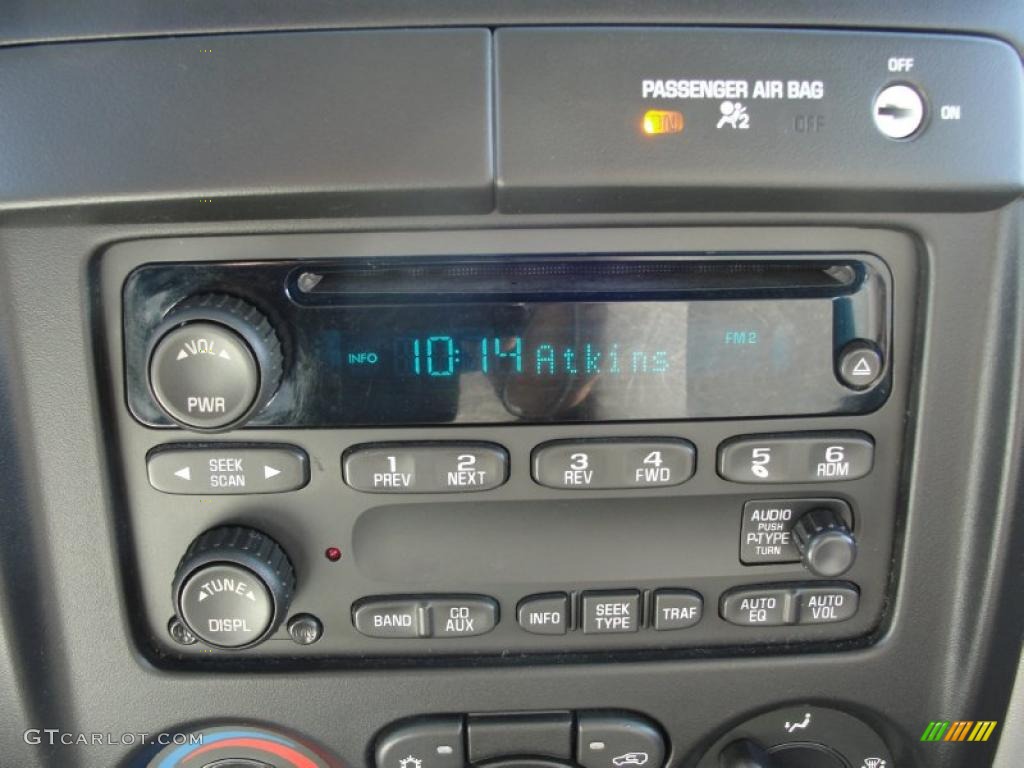 OFF
PASSENGER AIR BAG
ON
ON
2
OFF
VOL
PWR
INFO
10:14 Atkins
FM 2
SEEK
SCAN
1
PREV
2
NEXT
3
REV
4
FWD
5
6
RDM
AUDIO
PUSH
P-TYPE
TURN
TUNE
DISPL
BAND
CD
AUX
INFO
SEEK
TYPE
TRAF
AUTO
EQ
AUTO
VOL
GTCARLOT.COM